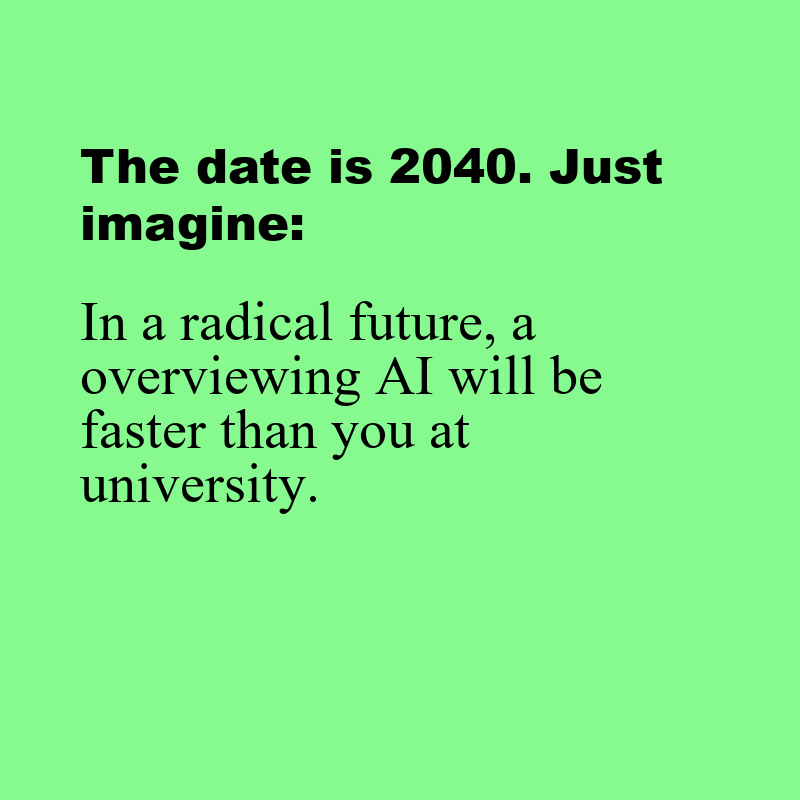 The date is 2040. Just
imagine:
In a radical future, a
overviewing AI will be
faster than you at
university.